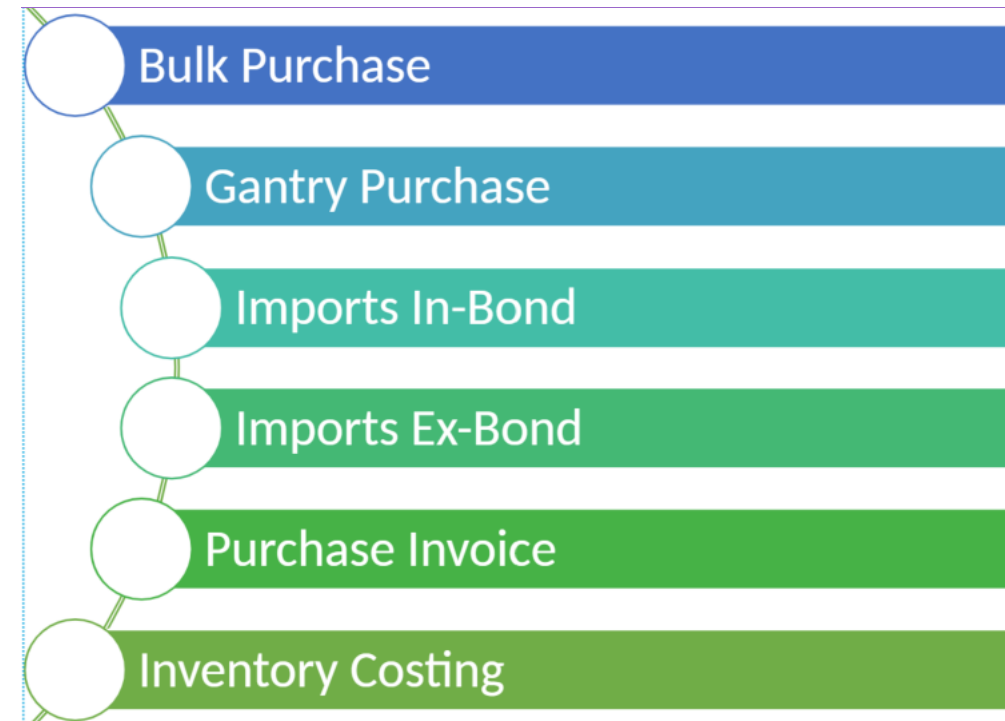 Bulk Purchase
Gantry Purchase
Imports In-Bond
Imports Ex-Bond
Purchase Invoice
Inventory Costing